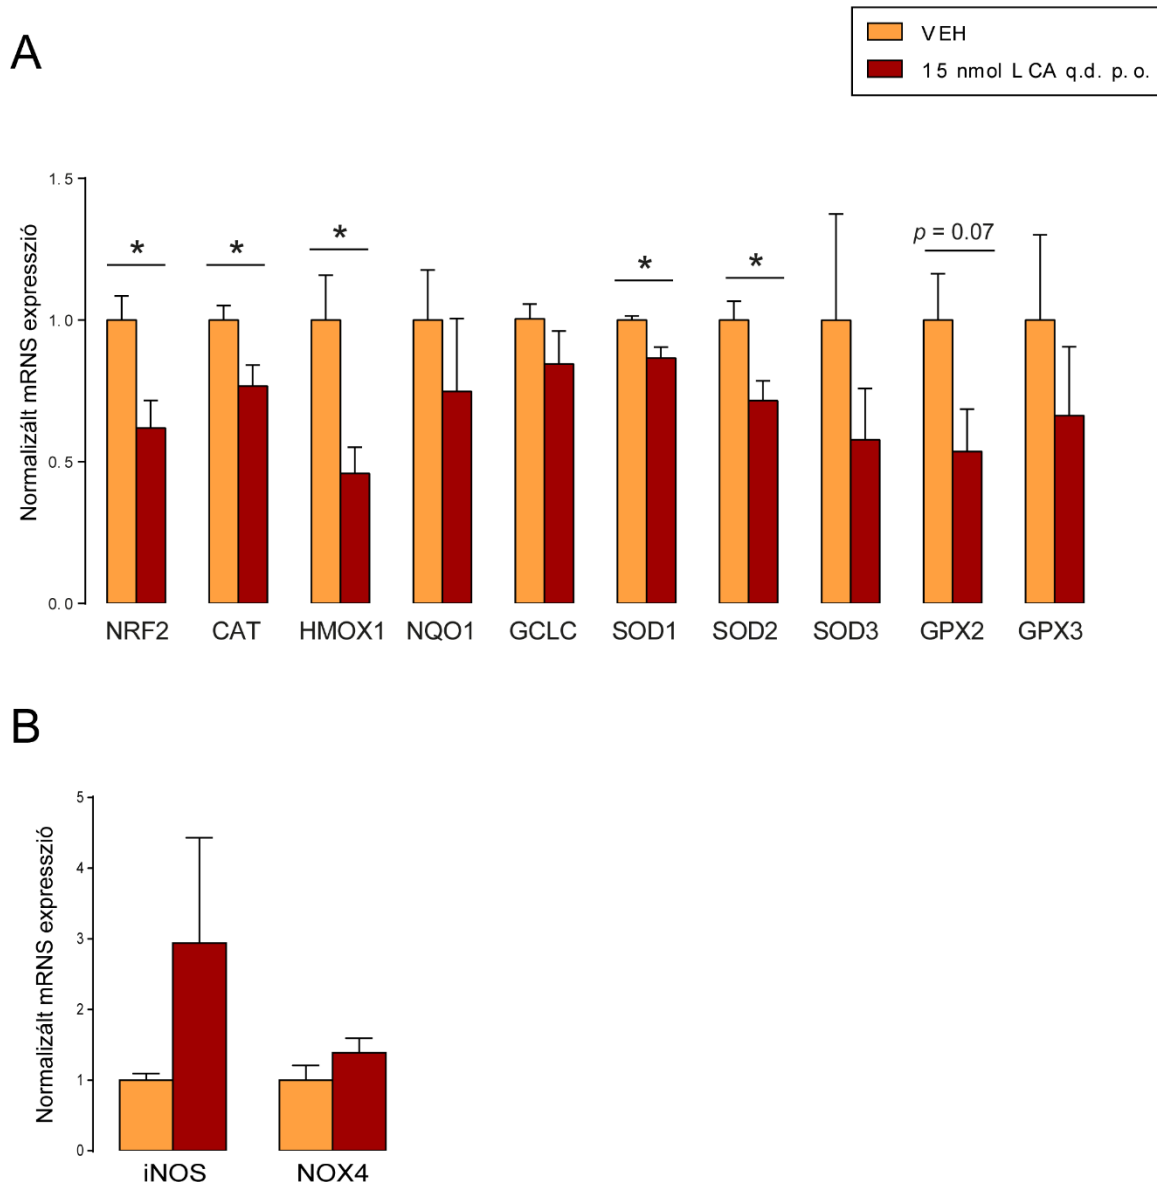 A
VEH
15 nmol LCA q.d. p.o.
Normalizált mRNS expresszió
1.5
1.0
0.5
0.0
*
*
*
*
*
p = 0.07
NRF2 CAT HMOX1 NQO1 GCLC SOD1 SOD2 SOD3 GPX2 GPX3
B
Normalizált mRNS expresszió
5
4
3
2
1
0
iNOS NOX4